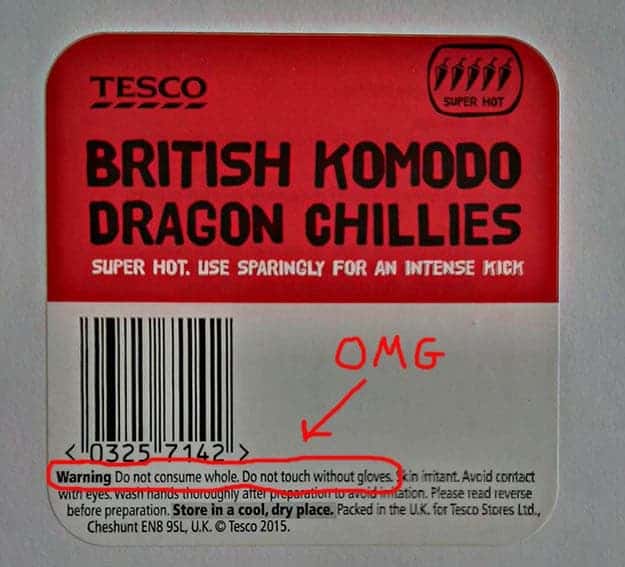 TESCO
SUPER HOT
BRITISH KOMODO
DRAGON CHILLIES
SUPER HOT. USE SPARINGLY FOR AN INTENSE KICK
OMG
< 0325 7142 >
Warning Do not consume whole. Do not touch without gloves. Skin irritant. Avoid contact
with eyes. Wash hands thoroughly after preparation to avoid irritation. Please read reverse
before preparation. Store in a cool, dry place. Packed in the U.K. for Tesco Stores Ltd.,
Cheshunt EN8 9SL, U.K. © Tesco 2015.